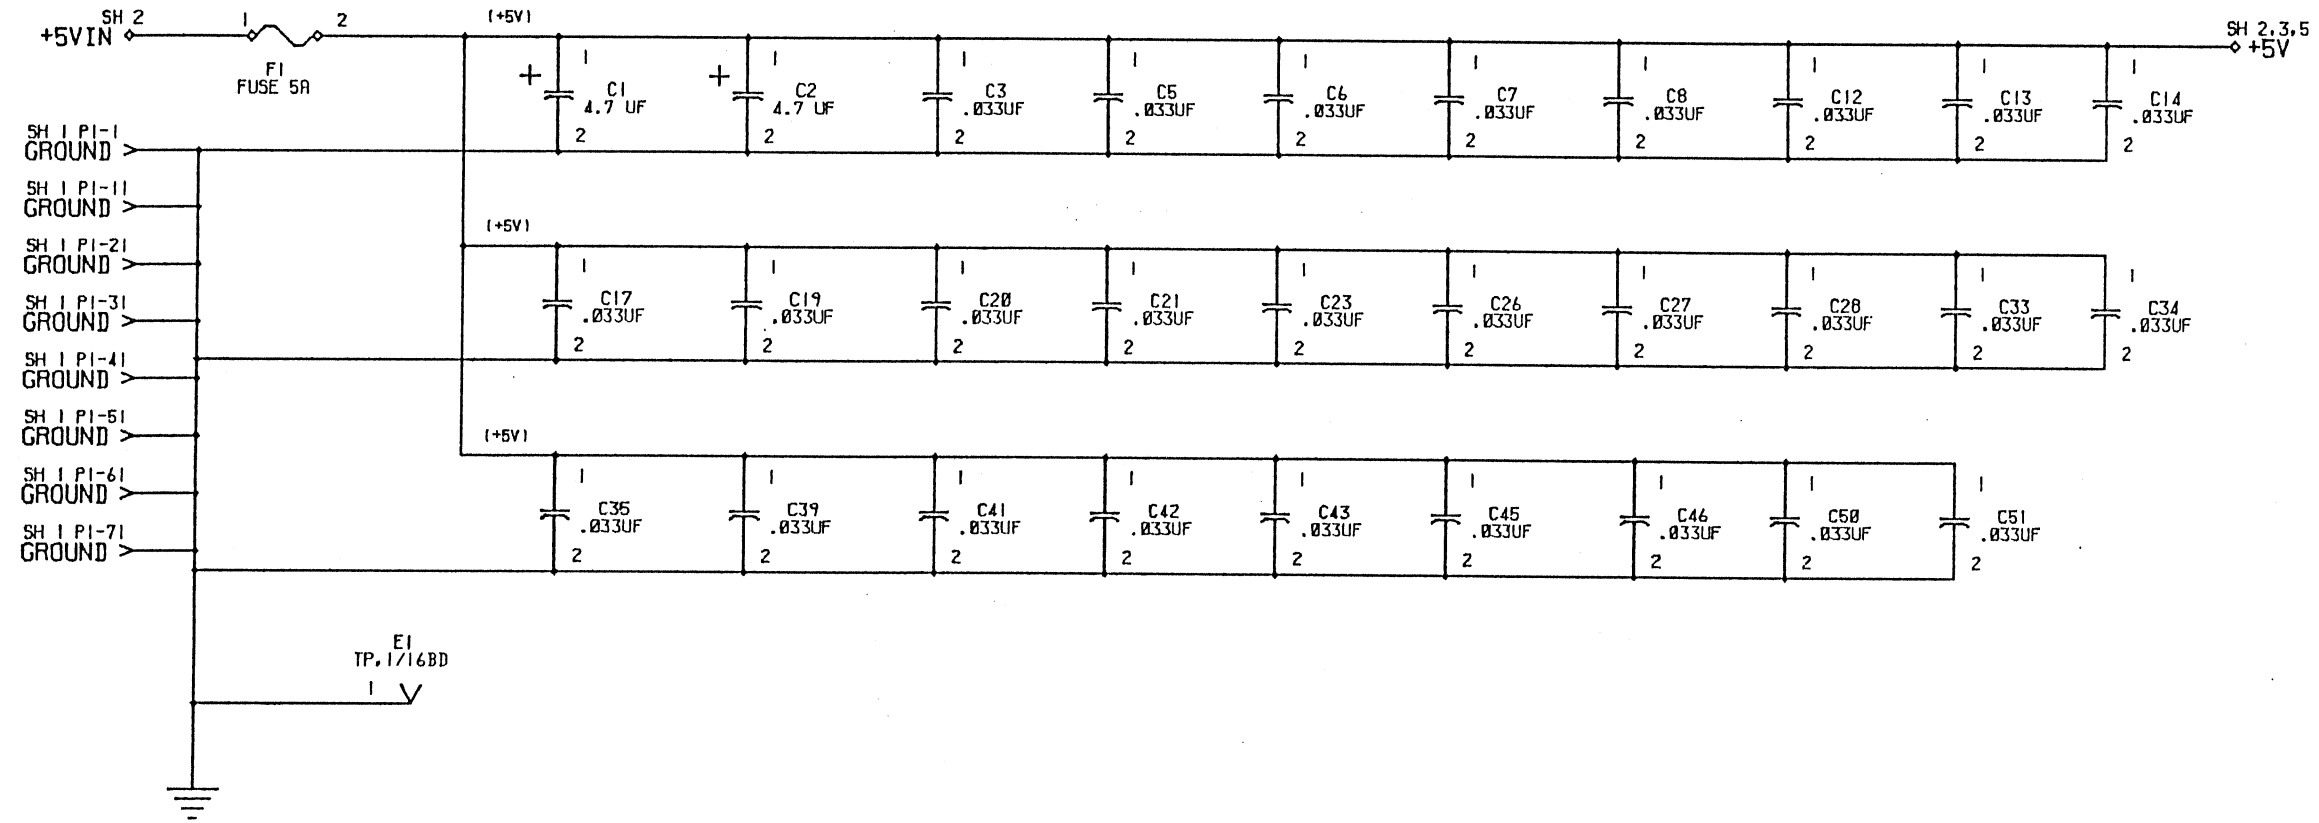 SH 2
+5VIN
1
2
F1
FUSE 5A
(+5V)
SH 2,3,5
+5V
1
+
C1
4.7 UF
2
1
+
C2
4.7 UF
2
1
C3
.033UF
2
1
C5
.033UF
2
1
C6
.033UF
2
1
C7
.033UF
2
1
C8
.033UF
2
1
C12
.033UF
2
1
C13
.033UF
2
1
C14
.033UF
2
SH 1 P1-1
GROUND
SH 1 P1-11
GROUND
SH 1 P1-21
GROUND
SH 1 P1-31
GROUND
SH 1 P1-41
GROUND
SH 1 P1-51
GROUND
SH 1 P1-61
GROUND
SH 1 P1-71
GROUND
(+5V)
1
C17
.033UF
2
1
C19
.033UF
2
1
C20
.033UF
2
1
C21
.033UF
2
1
C23
.033UF
2
1
C26
.033UF
2
1
C27
.033UF
2
1
C28
.033UF
2
1
C33
.033UF
2
1
C34
.033UF
2
(+5V)
1
C35
.033UF
2
1
C39
.033UF
2
1
C41
.033UF
2
1
C42
.033UF
2
1
C43
.033UF
2
1
C45
.033UF
2
1
C46
.033UF
2
1
C50
.033UF
2
1
C51
.033UF
2
E1
TP,1/16BD
1